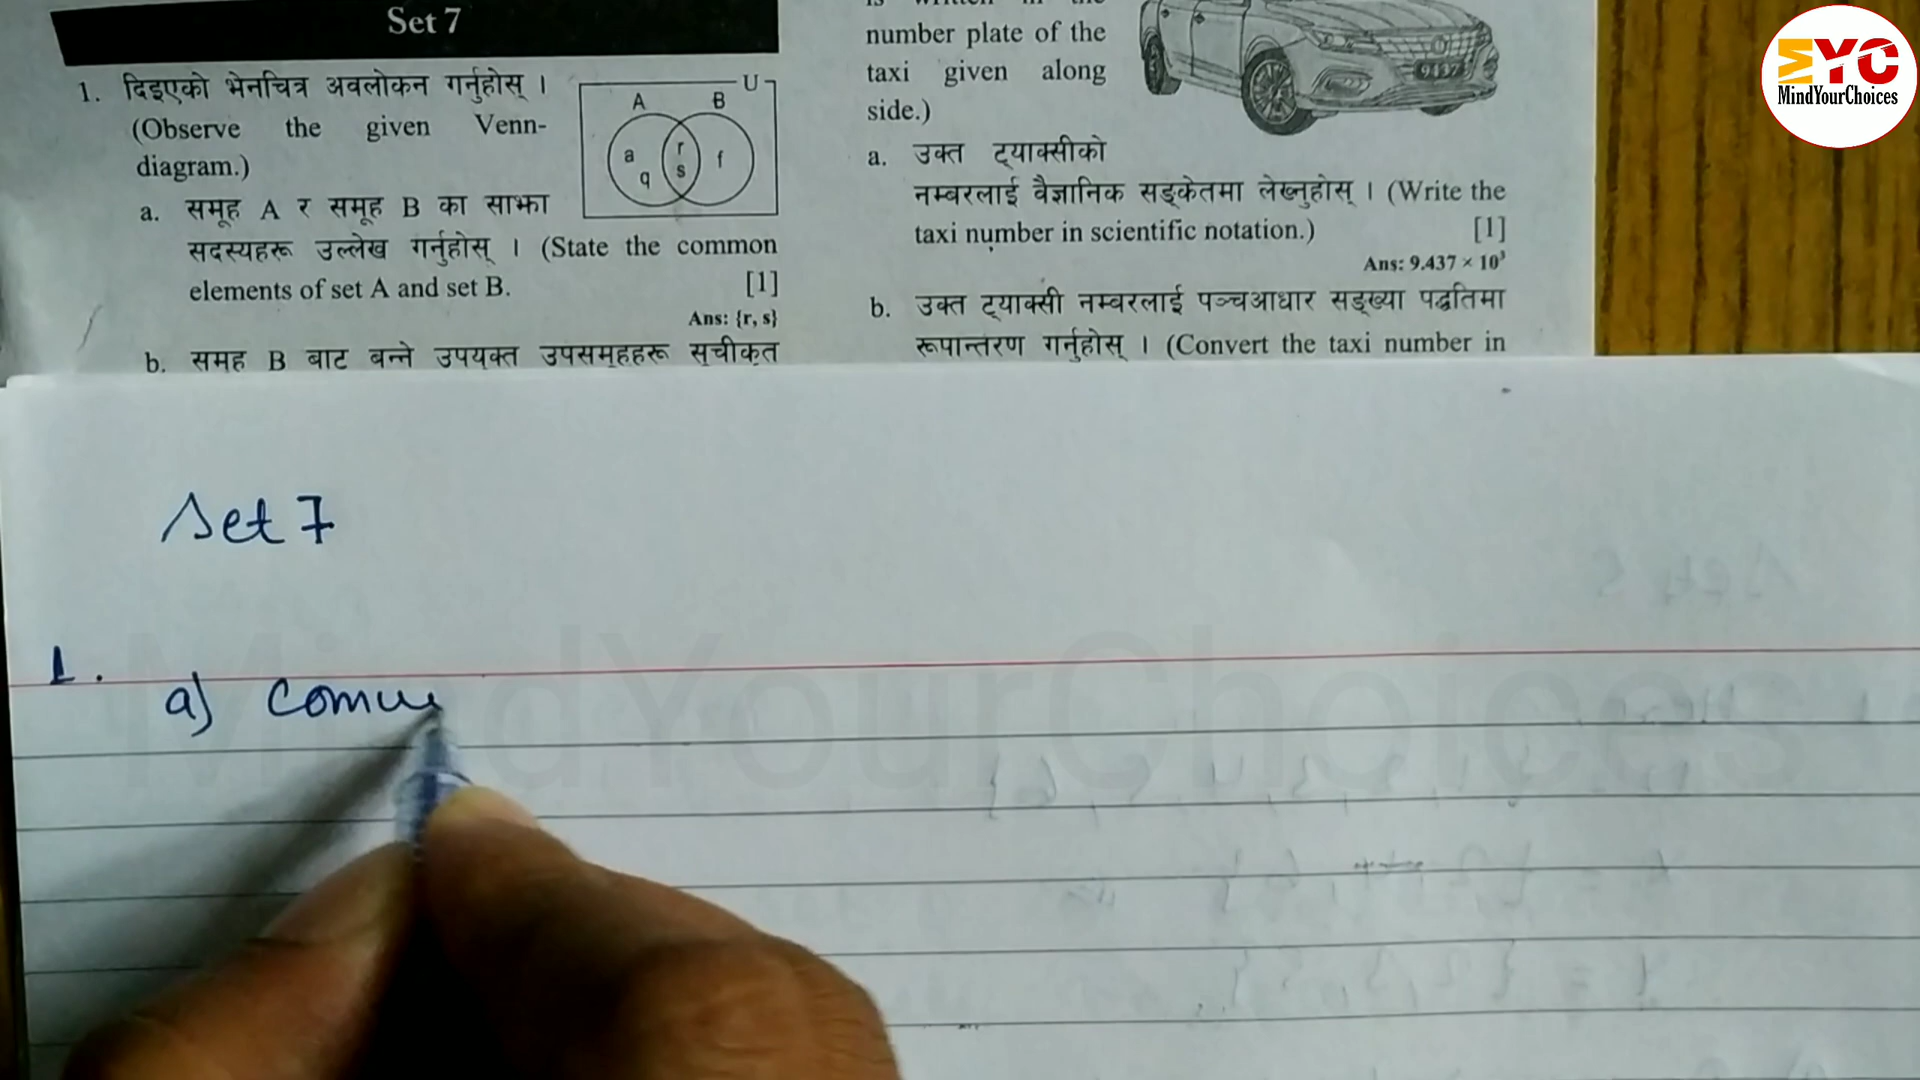 Set 7
1. दिइएको भेनचित्र अवलोकन गर्नुहोस् ।
(Observe the given Venn-
diagram.)
U
A B
a q r s f
a. समूह A र समूह B का साझा
सदस्यहरू उल्लेख गर्नुहोस् । (State the common
elements of set A and set B. [1]
Ans: {r, s}
b. समूह B बाट बन्ने उपयुक्त उपसमूहहरू सूचीकृत
number plate of the
taxi given along
side.)
a. उक्त ट्याक्सीको
नम्बरलाई वैज्ञानिक सङ्केतमा लेख्नुहोस् । (Write the
taxi number in scientific notation.) [1]
Ans: 9.437 × 10³
b. उक्त ट्याक्सी नम्बरलाई पञ्चआधार सङ्ख्या पद्धतिमा
रूपान्तरण गर्नुहोस् । (Convert the taxi number in
MYC
MindYourChoices
Set 7
1.
a) Comm
MindYourChoices